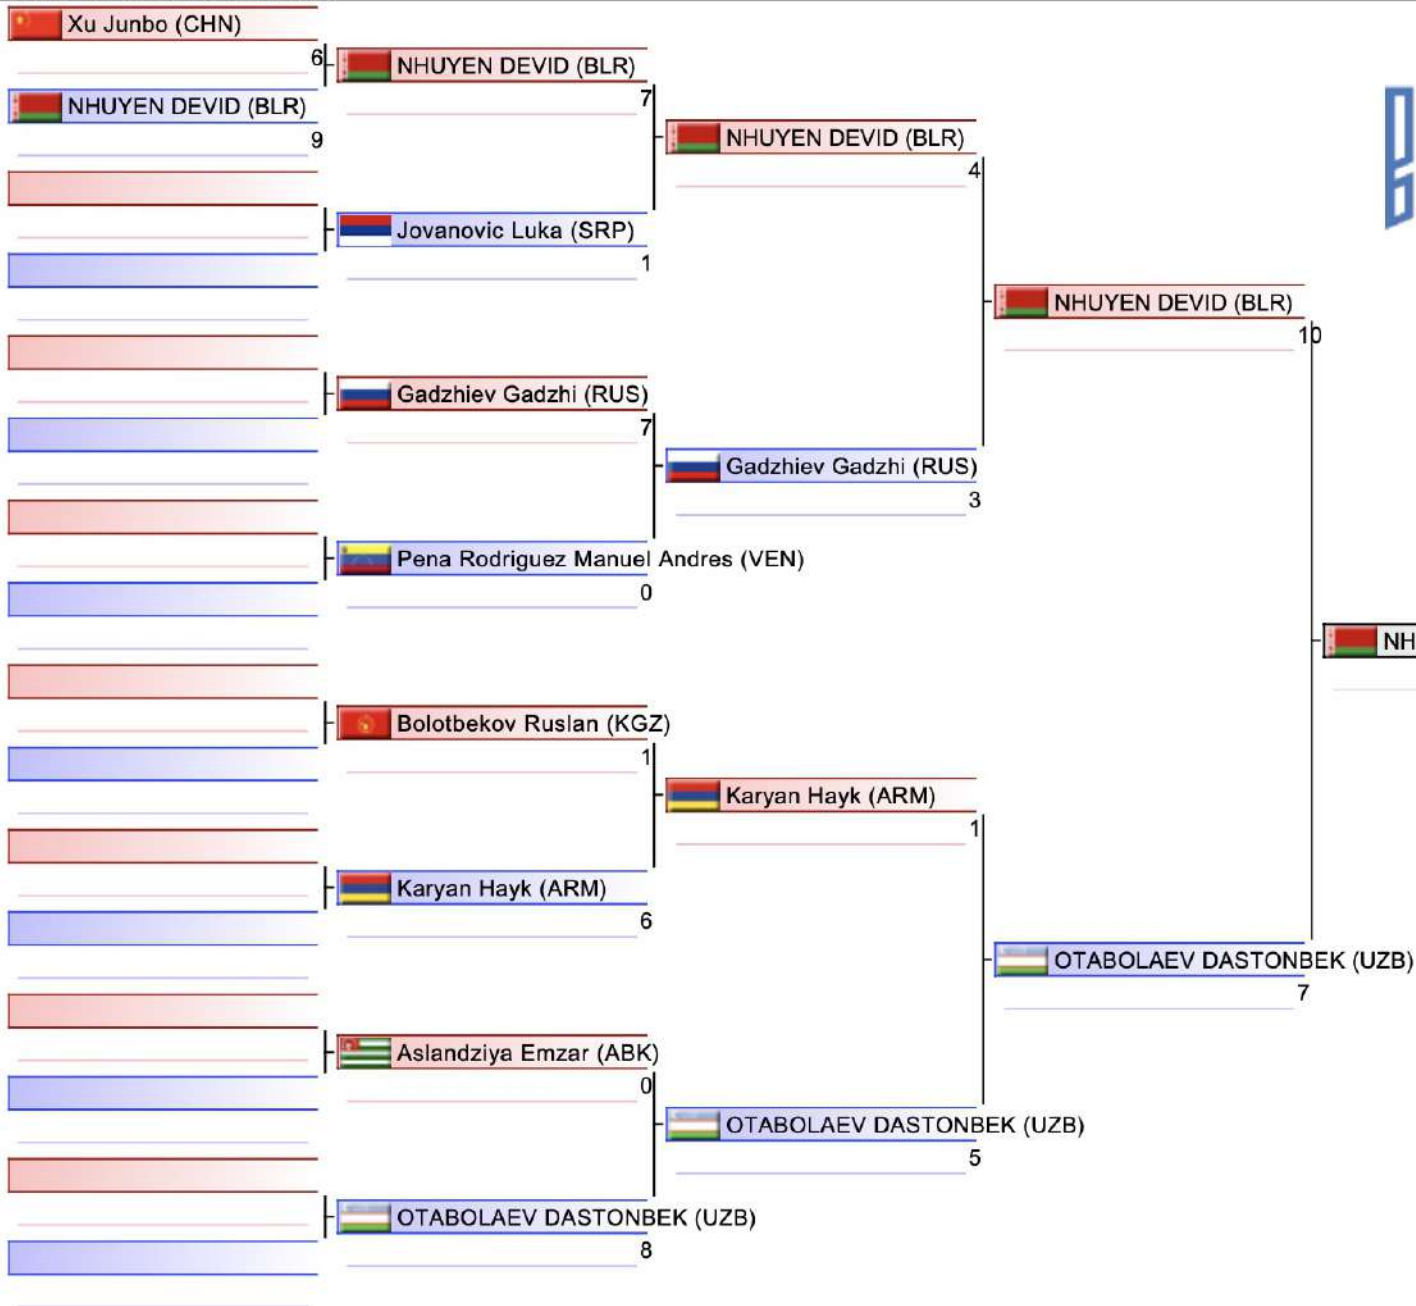 Xu Junbo (CHN)
6
NHUYEN DEVID (BLR)
9
NHUYEN DEVID (BLR)
7
Jovanovic Luka (SRP)
1
Gadzhiev Gadzhi (RUS)
7
Pena Rodriguez Manuel Andres (VEN)
0
Bolotbekov Ruslan (KGZ)
1
Karyan Hayk (ARM)
6
Aslandziya Emzar (ABK)
0
OTABOLAEV DASTONBEK (UZB)
8
NHUYEN DEVID (BLR)
4
Gadzhiev Gadzhi (RUS)
3
Karyan Hayk (ARM)
1
OTABOLAEV DASTONBEK (UZB)
5
NHUYEN DEVID (BLR)
10
OTABOLAEV DASTONBEK (UZB)
7
NH